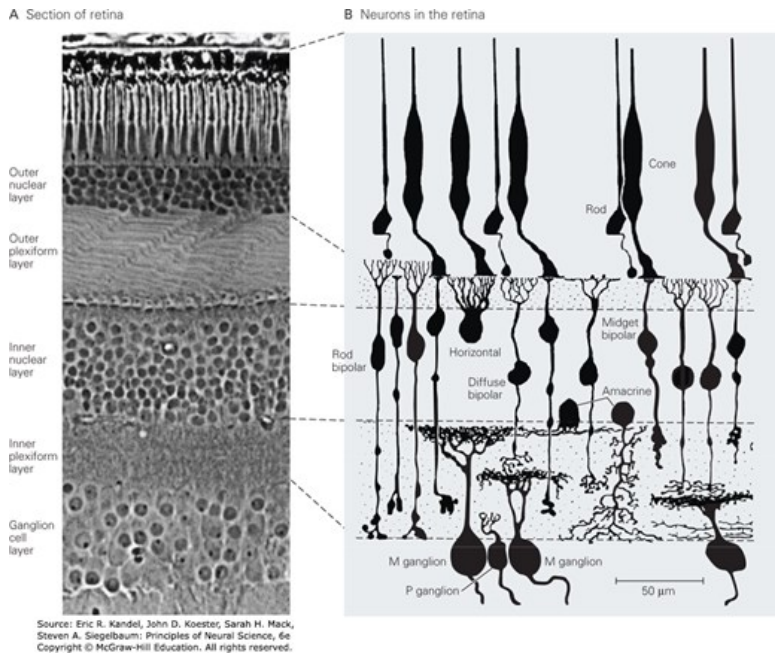 A Section of retina
B Neurons in the retina
Outer
nuclear
layer
Outer
plexiform
layer
Inner
nuclear
layer
Inner
plexiform
layer
Ganglion
cell
layer
Cone
Rod
Rod
bipolar
Horizontal
Diffuse
bipolar
Midget
bipolar
Amacrine
M ganglion
P ganglion
M ganglion
50 μm
Source: Eric R. Kandel, John D. Koester, Sarah H. Mack,
Steven A. Siegelbaum: Principles of Neural Science, 6e
Copyright © McGraw-Hill Education. All rights reserved.